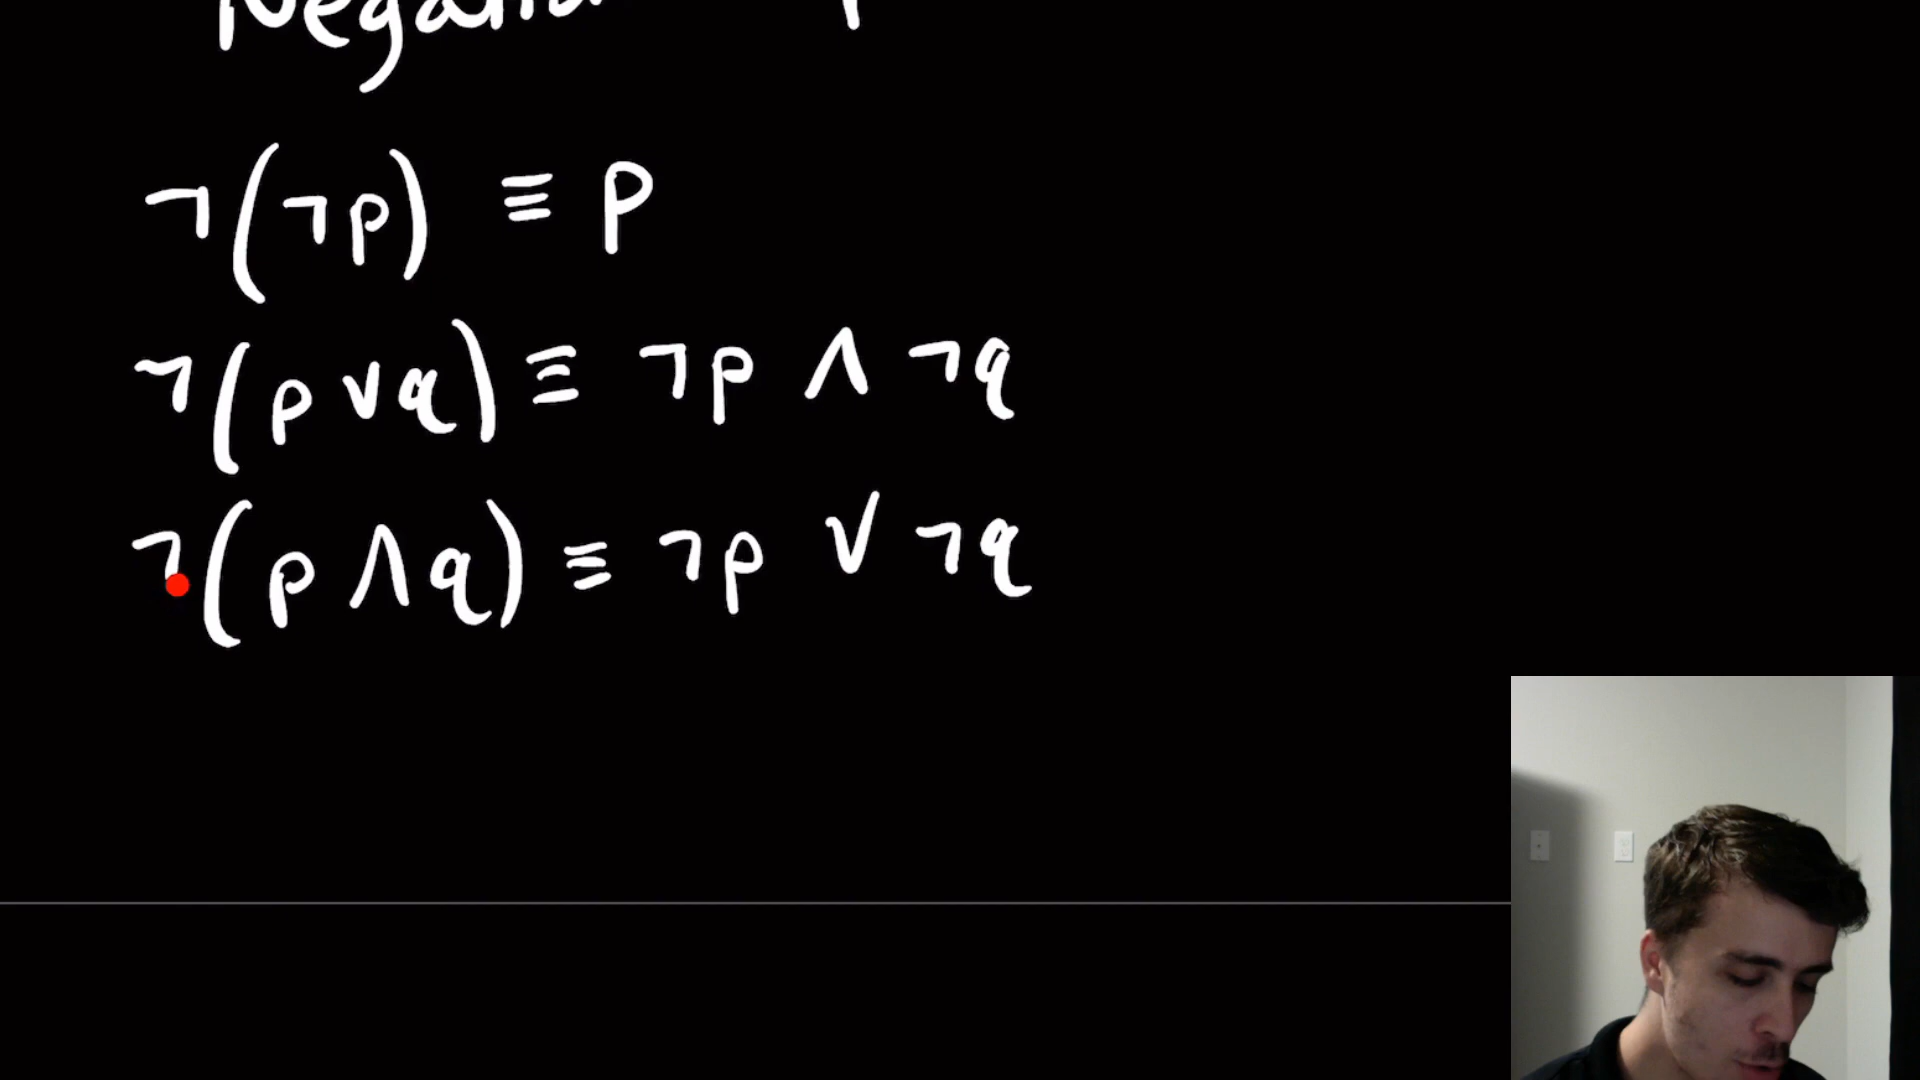 ¬(¬p) ≡ p
¬(p ∨ q) ≡ ¬p ∧ ¬q
¬(p ∧ q) ≡ ¬p ∨ ¬q